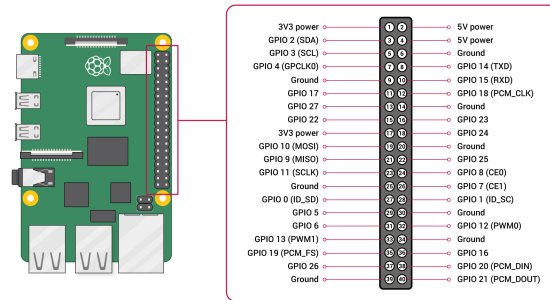 3V3 power 1 2 5V power
GPIO 2 (SDA) 3 4 5V power
GPIO 3 (SCL) 5 6 Ground
GPIO 4 (GPCLK0) 7 8 GPIO 14 (TXD)
Ground 9 10 GPIO 15 (RXD)
GPIO 17 11 12 GPIO 18 (PCM_CLK)
GPIO 27 13 14 Ground
GPIO 22 15 16 GPIO 23
3V3 power 17 18 GPIO 24
GPIO 10 (MOSI) 19 20 Ground
GPIO 9 (MISO) 21 22 GPIO 25
GPIO 11 (SCLK) 23 24 GPIO 8 (CE0)
Ground 25 26 GPIO 7 (CE1)
GPIO 0 (ID_SD) 27 28 GPIO 1 (ID_SC)
GPIO 5 29 30 Ground
GPIO 6 31 32 GPIO 12 (PWM0)
GPIO 13 (PWM1) 33 34 Ground
GPIO 19 (PCM_FS) 35 36 GPIO 16
GPIO 26 37 38 GPIO 20 (PCM_DIN)
Ground 39 40 GPIO 21 (PCM_DOUT)